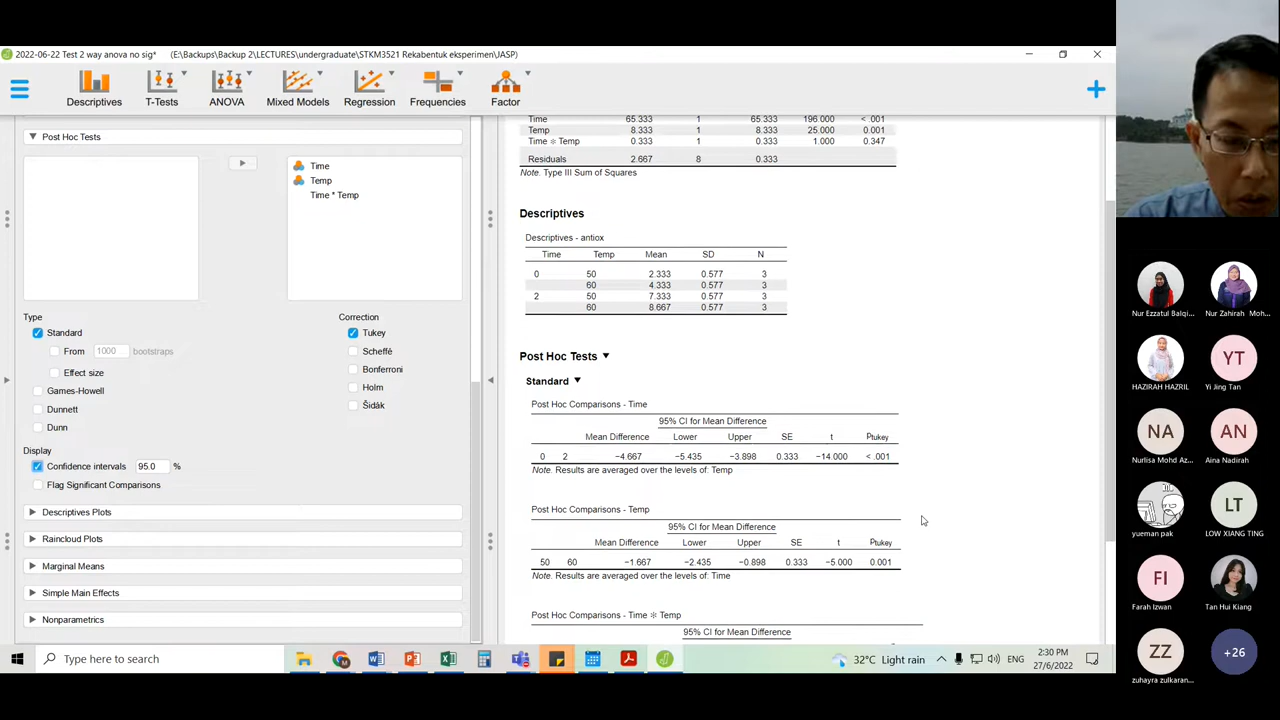 2022-06-22 Test 2 way anova no sig* (E:\Backups\Backup 2\LECTURES\undergraduate\STKM3521 Rekabentuk eksperimen\JASP)
Descriptives T-Tests ANOVA Mixed Models Regression Frequencies Factor
Post Hoc Tests
Time
Temp
Time * Temp
Type
Standard
From 1000 bootstraps
Effect size
Games-Howell
Dunnett
Dunn
Correction
Tukey
Scheffé
Bonferroni
Holm
Šidák
Display
Confidence intervals 95.0 %
Flag Significant Comparisons
Descriptives Plots
Raincloud Plots
Marginal Means
Simple Main Effects
Nonparametrics
Time 65.333 1 65.333 196.000 < .001
Temp 8.333 1 8.333 25.000 0.001
Time ✻ Temp 0.333 1 0.333 1.000 0.347
Residuals 2.667 8 0.333
Note. Type III Sum of Squares
Descriptives
Descriptives - antiox
Time Temp Mean SD N
0 50 2.333 0.577 3
60 4.333 0.577 3
2 50 7.333 0.577 3
60 8.667 0.577 3
Post Hoc Tests
Standard
Post Hoc Comparisons - Time
95% CI for Mean Difference
Mean Difference Lower Upper SE t ptukey
0 2 −4.667 −5.435 −3.898 0.333 −14.000 < .001
Note. Results are averaged over the levels of: Temp
Post Hoc Comparisons - Temp
95% CI for Mean Difference
Mean Difference Lower Upper SE t ptukey
50 60 −1.667 −2.435 −0.898 0.333 −5.000 0.001
Note. Results are averaged over the levels of: Time
Post Hoc Comparisons - Time ✻ Temp
95% CI for Mean Difference
Type here to search
32°C Light rain
ENG
2:30 PM
27/6/2022
Nur Ezzatul Balqi...
Nur Zahirah Moh...
HAZIRAH HAZRIL
YT
Yi Jing Tan
NA
Nurlisa Mohd Az...
AN
Aina Nadirah
yueman pak
LT
LOW XIANG TING
FI
Farah Izwan
Tan Hui Kiang
ZZ
zuhayra zulkaran...
+26